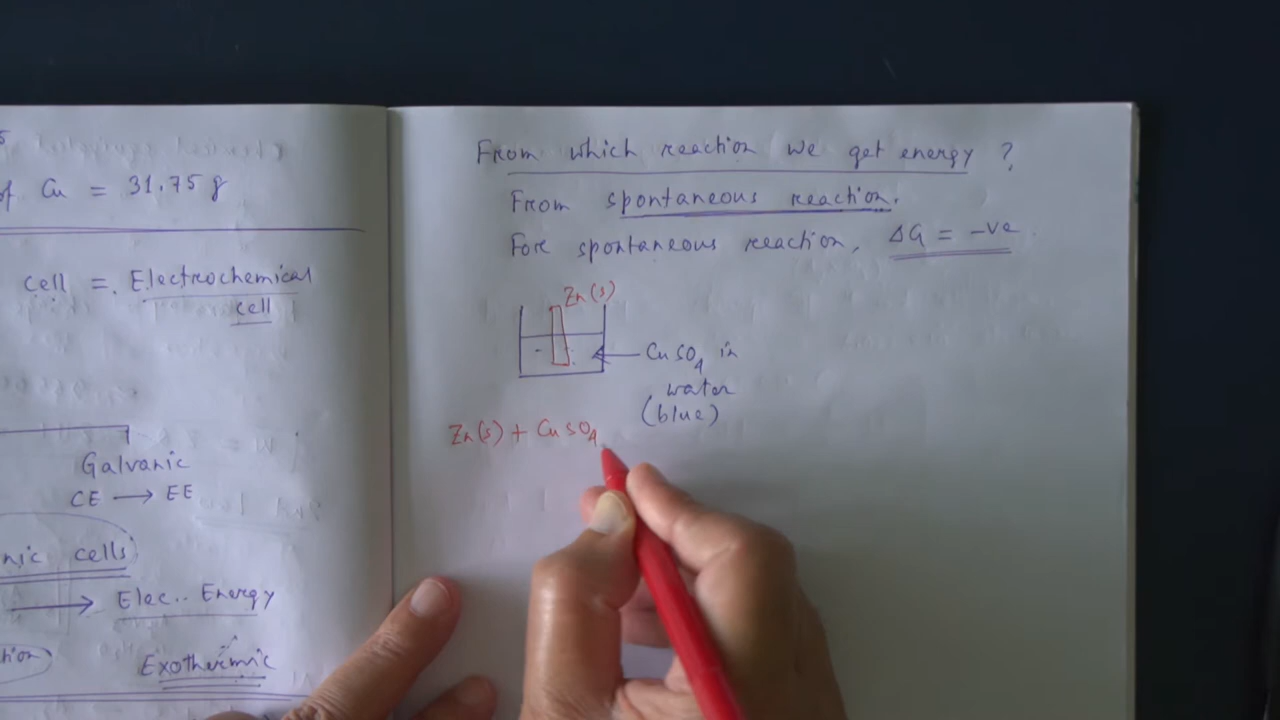 of Cu = 31.75 g
cell = Electrochemical
cell
Galvanic
CE → EE
nic cells
→ Elec.. Energy
Exothermic
From which reaction we get energy ?
From spontaneous reaction.
For spontaneous reaction, ΔG = -ve.
Zn(s)
CuSO4 in
water
(blue)
Zn(s) + CuSO4